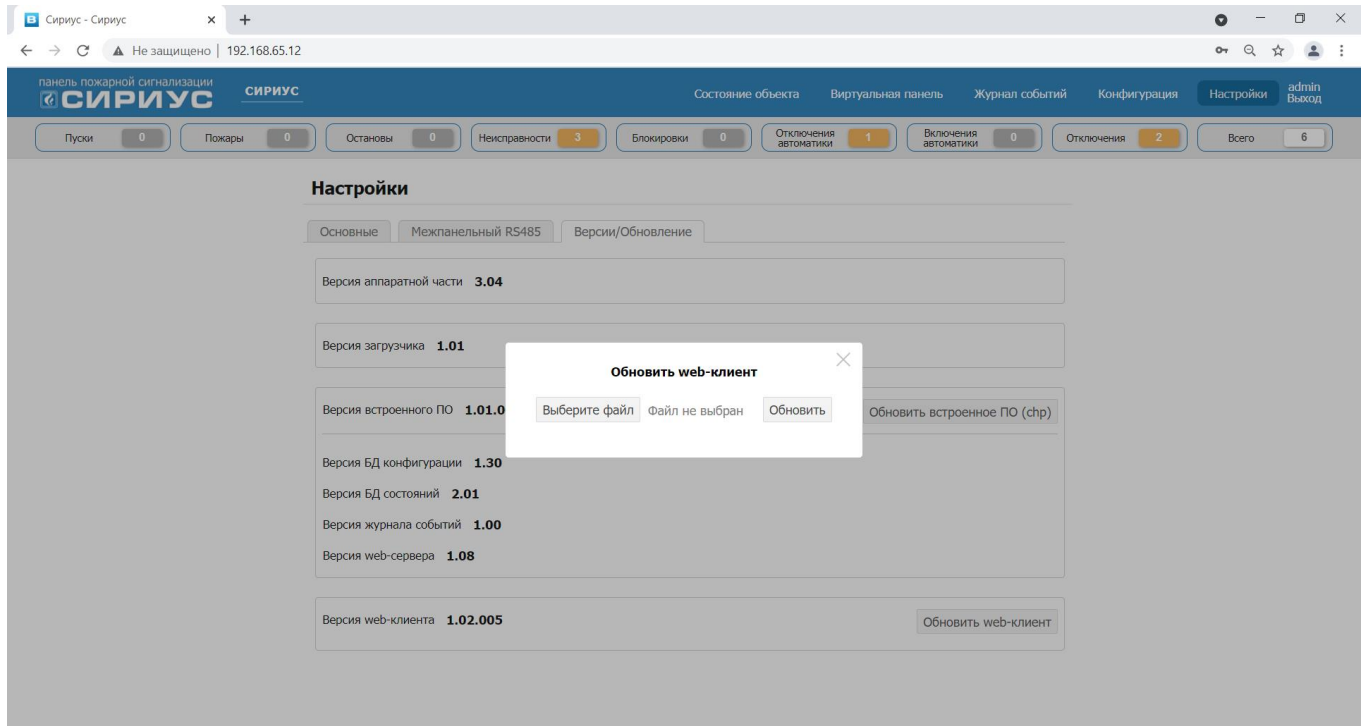 Сириус - Сириус
Не защищено | 192.168.65.12
панель пожарной сигнализации
СИРИУС
СИРИУС
Состояние объекта
Виртуальная панель
Журнал событий
Конфигурация
Настройки
admin
Выход
Пуски 0
Пожары 0
Остановы 0
Неисправности 3
Блокировки 0
Отключения
автоматики 1
Включения
автоматики 0
Отключения 2
Всего 6
Настройки
Основные
Межпанельный RS485
Версии/Обновление
Версия аппаратной части 3.04
Версия загрузчика 1.01
Обновить web-клиент
Версия встроенного ПО 1.01.0
Выберите файл Файл не выбран Обновить
Обновить встроенное ПО (chp)
Версия БД конфигурации 1.30
Версия БД состояний 2.01
Версия журнала событий 1.00
Версия web-сервера 1.08
Версия web-клиента 1.02.005
Обновить web-клиент